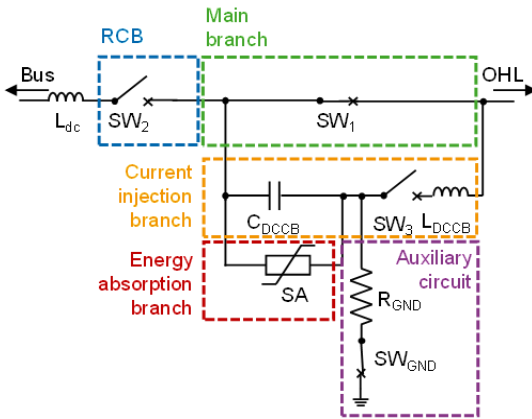 RCB
Main
branch
Bus
OHL
L_dc
SW_2
SW_1
Current
injection
branch
C_DCCB
SW_3
L_DCCB
Energy
absorption
branch
SA
Auxiliary
circuit
R_GND
SW_GND